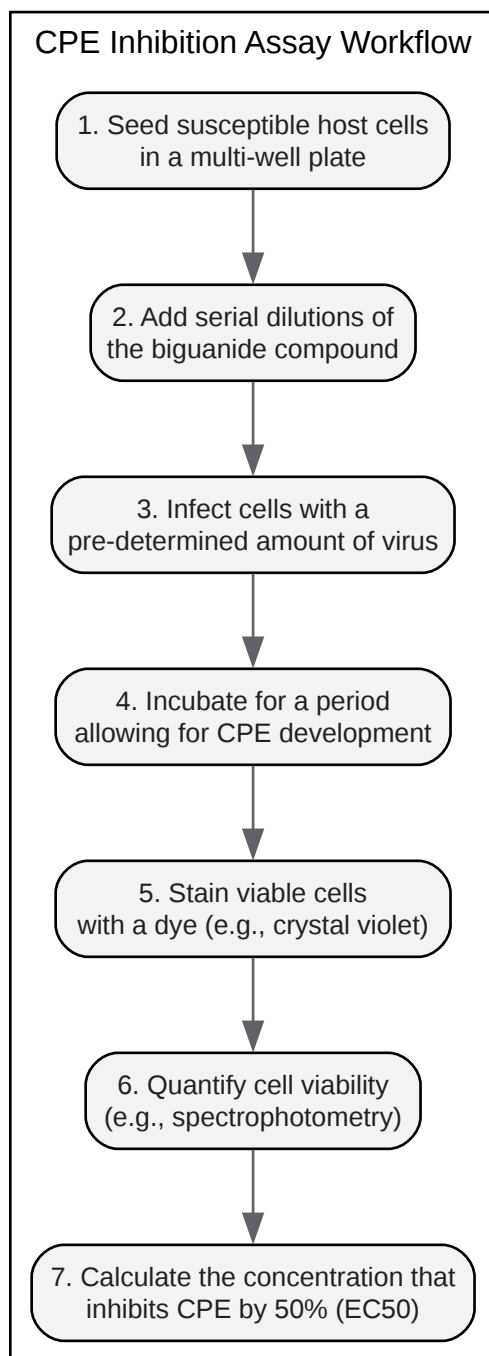 CPE Inhibition Assay Workflow
1. Seed susceptible host cells
in a multi-well plate
2. Add serial dilutions of
the biguanide compound
3. Infect cells with a
pre-determined amount of virus
4. Incubate for a period
allowing for CPE development
5. Stain viable cells
with a dye (e.g., crystal violet)
6. Quantify cell viability
(e.g., spectrophotometry)
7. Calculate the concentration that
inhibits CPE by 50% (EC50)